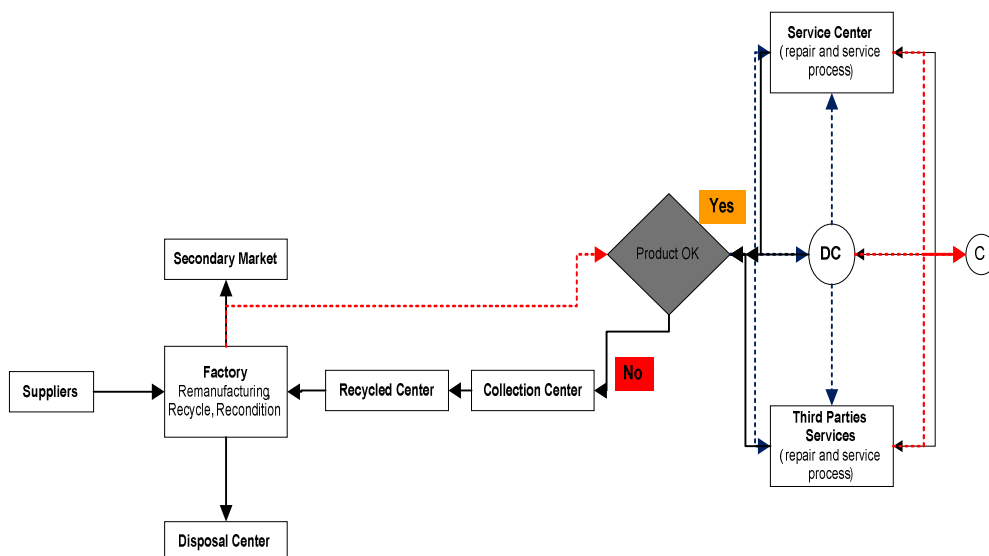 Service Center
( repair and service
process)
Yes
Product OK
DC
C
Secondary Market
No
Factory
Remanufacturing,
Recycle, Recondition
Suppliers
Recycled Center
Collection Center
Third Parties
Services
( repair and service
process)
Disposal Center